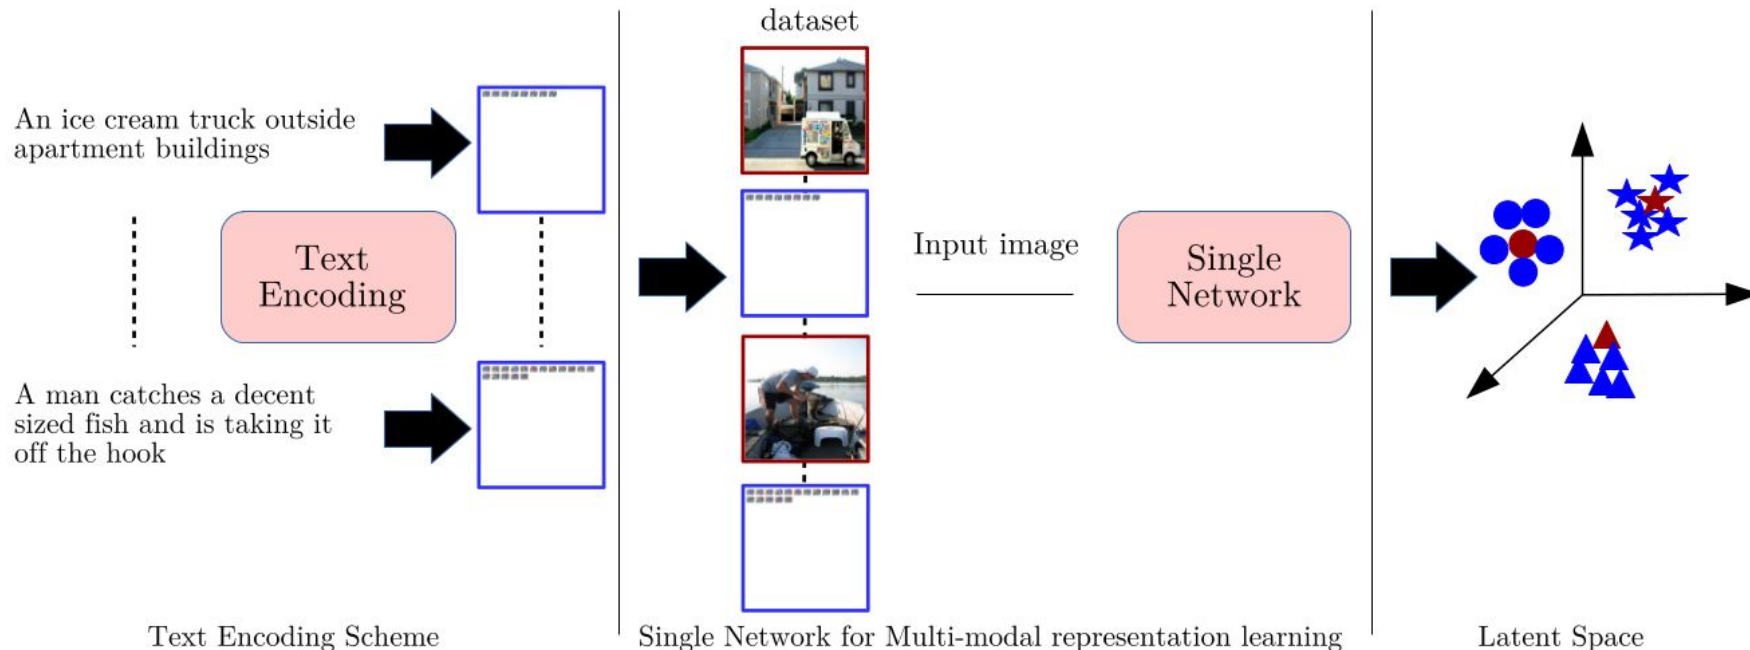 An ice cream truck outside
apartment buildings
Text
Encoding
A man catches a decent
sized fish and is taking it
off the hook
Text Encoding Scheme
dataset
Input image
Single
Network
Single Network for Multi-modal representation learning
Latent Space